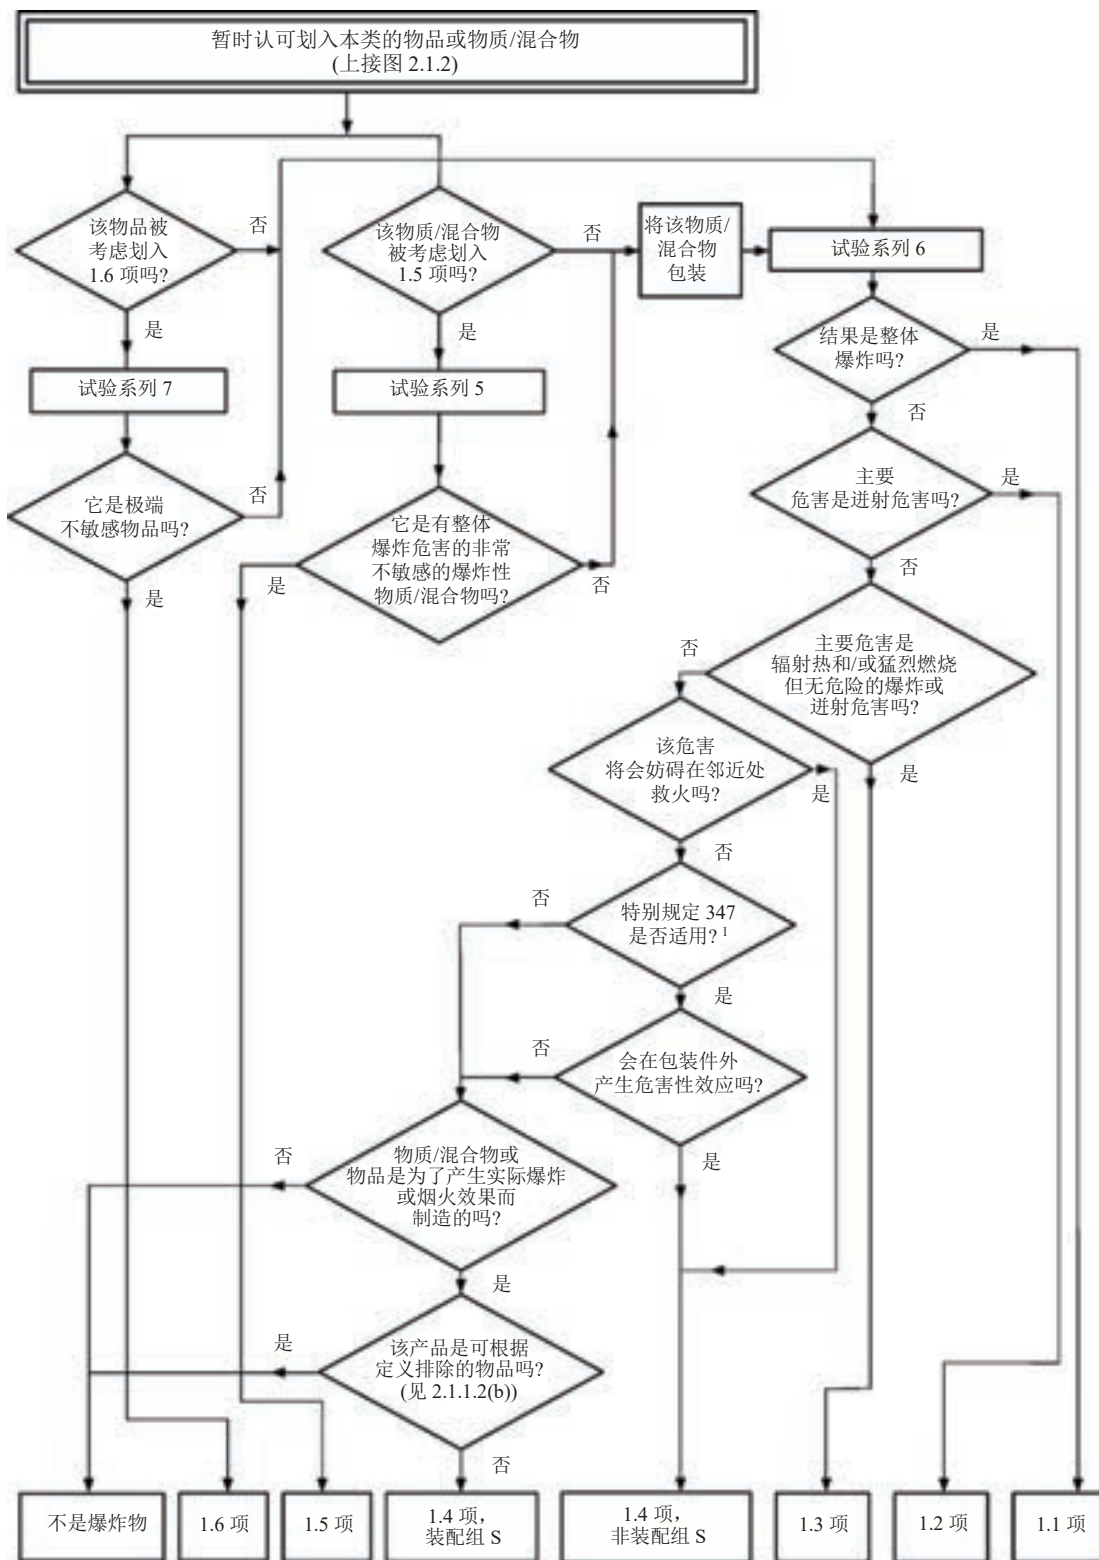 暂时认可划入本类的物品或物质/混合物
(上接图 2.1.2)
该物品被
考虑划入
1.6 项吗?
否
是
试验系列 7
它是极端
不敏感物品吗?
否
是
该物质/混合物
被考虑划入
1.5 项吗?
否
是
试验系列 5
它是有整体
爆炸危害的非常
不敏感的爆炸性
物质/混合物吗?
是
否
将该物质/
混合物
包装
试验系列 6
结果是整体
爆炸吗?
是
否
主要
危害是迸射危害吗?
是
否
主要危害是
辐射热和/或猛烈燃烧
但无危险的爆炸或
迸射危害吗?
否
是
该危害
将会妨碍在邻近处
救火吗?
是
否
特别规定 347
是否适用? 1
否
是
会在包装件外
产生危害性效应吗?
否
是
物质/混合物或
物品是为了产生实际爆炸
或烟火效果而
制造的吗?
否
是
该产品是可根据
定义排除的物品吗?
(见 2.1.1.2(b))
是
否
不是爆炸物
1.6 项
1.5 项
1.4 项,
装配组 S
1.4 项,
非装配组 S
1.3 项
1.2 项
1.1 项